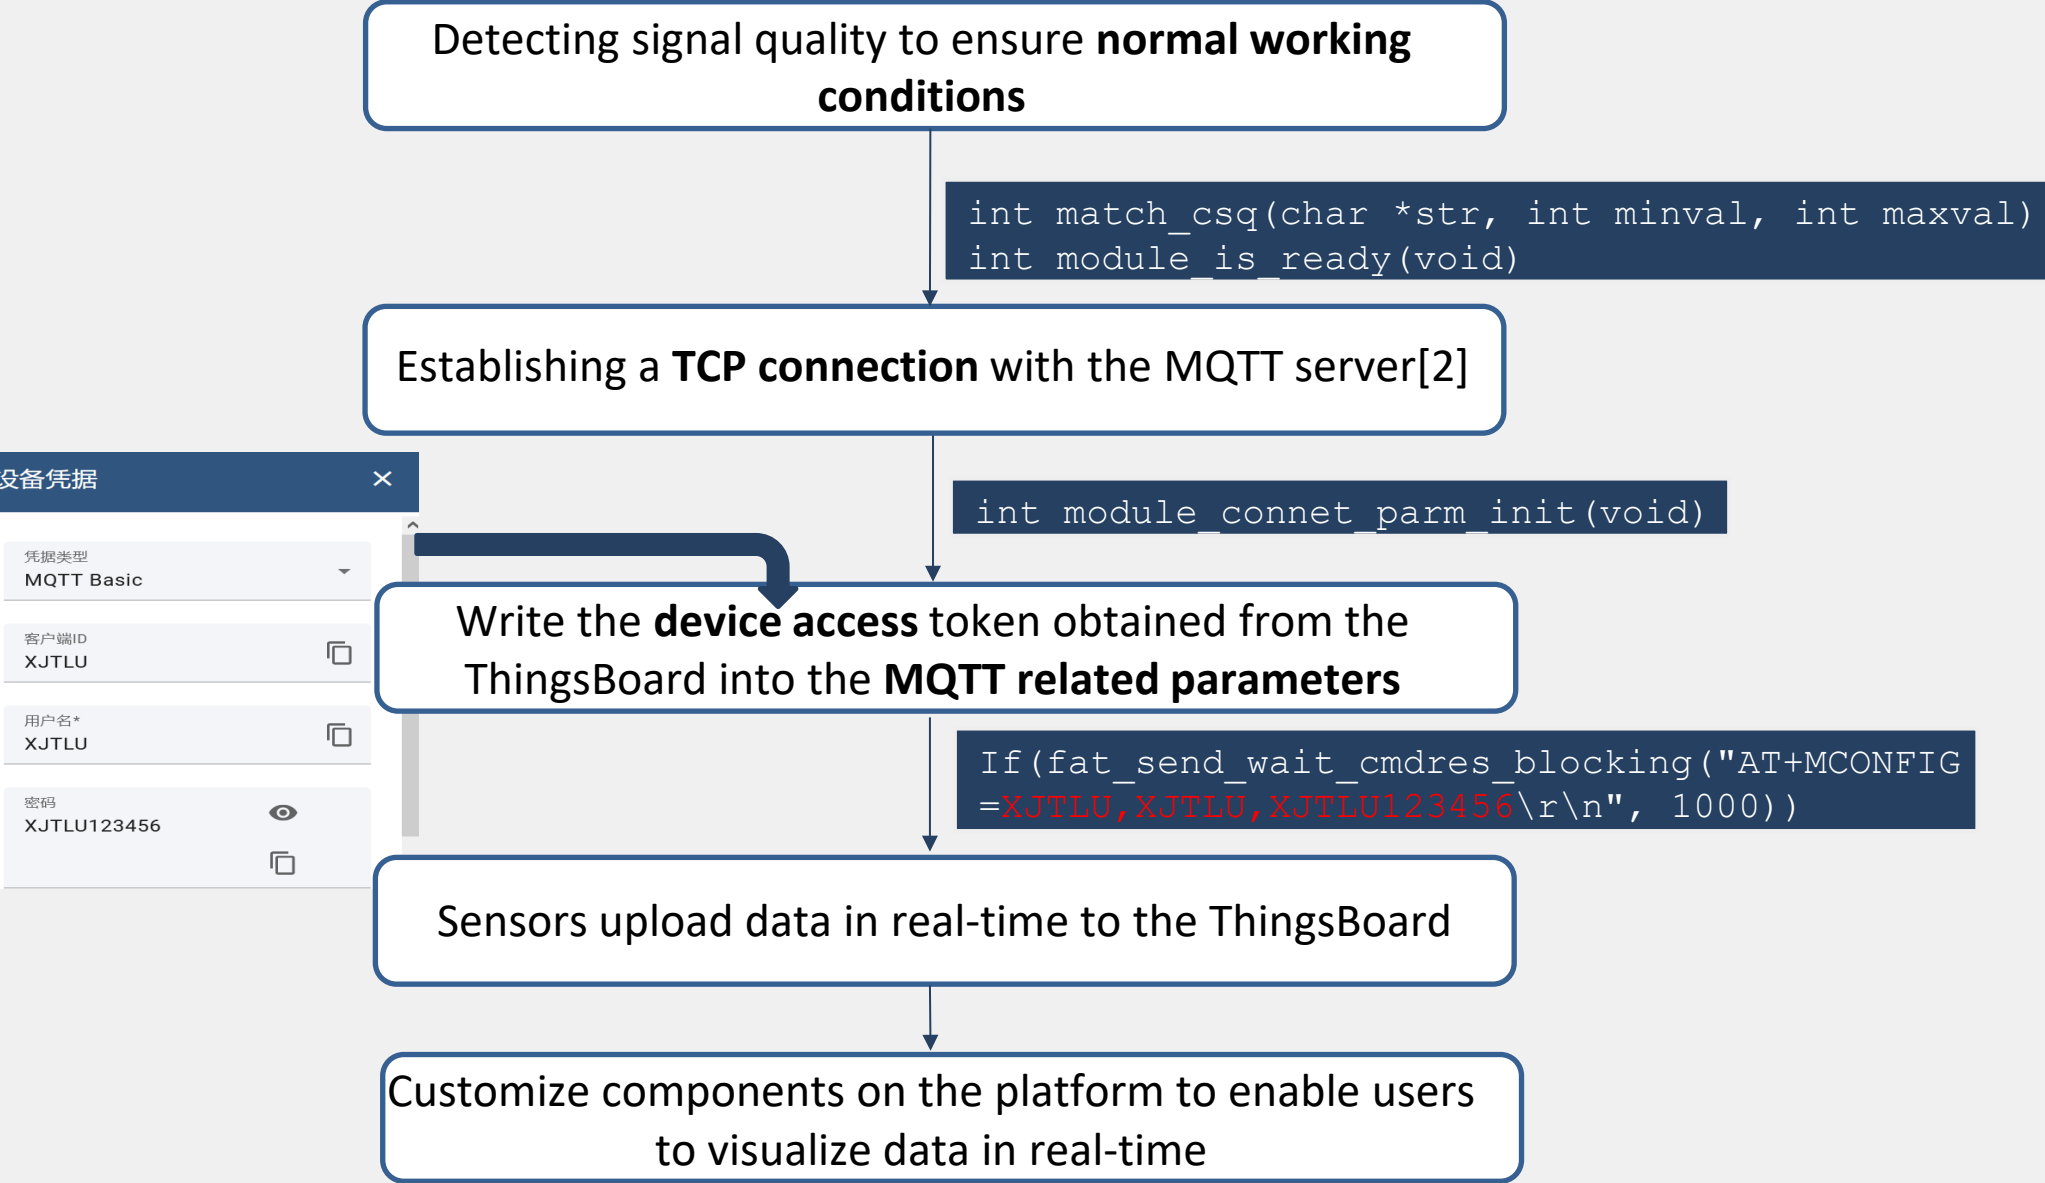 Detecting signal quality to ensure normal working
conditions
int match_csq(char *str, int minval, int maxval)
int module_is_ready(void)
Establishing a TCP connection with the MQTT server[2]
int module_connet_parm_init(void)
设备凭据
凭据类型
MQTT Basic
客户端ID
XJTLU
用户名*
XJTLU
密码
XJTLU123456
Write the device access token obtained from the
ThingsBoard into the MQTT related parameters
If(fat_send_wait_cmdres_blocking("AT+MCONFIG
=XJTLU,XJTLU,XJTLU123456\r\n", 1000))
Sensors upload data in real-time to the ThingsBoard
Customize components on the platform to enable users
to visualize data in real-time